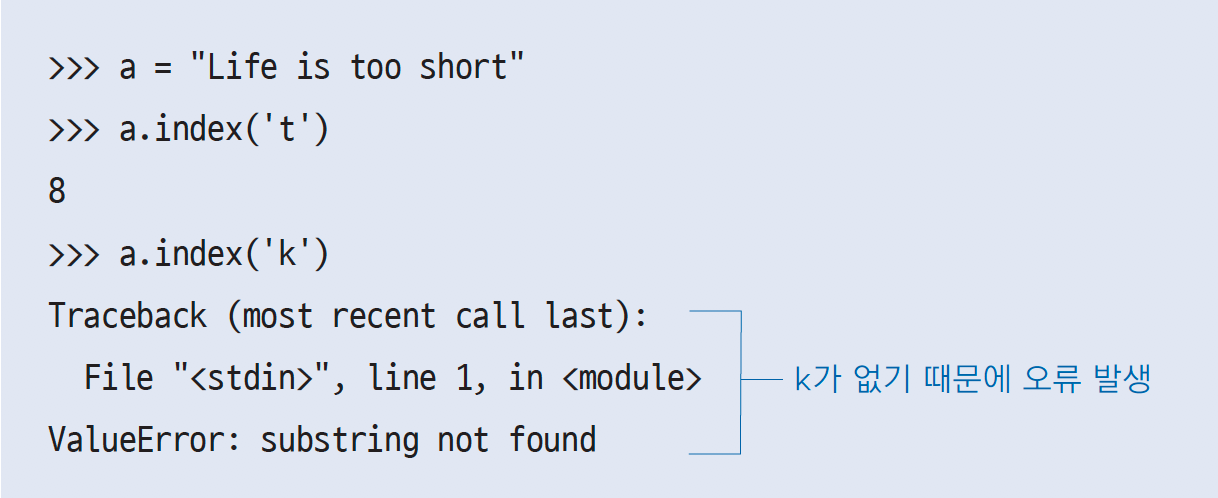 >>> a = "Life is too short"
>>> a.index('t')
8
>>> a.index('k')
Traceback (most recent call last):
  File "<stdin>", line 1, in <module>
ValueError: substring not found
k가 없기 때문에 오류 발생